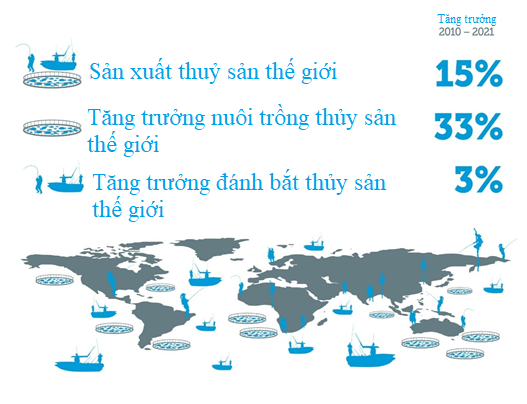 Tăng trưởng
2010 – 2021
Sản xuất thuỷ sản thế giới
15%
Tăng trưởng nuôi trồng thủy sản
thế giới
33%
Tăng trưởng đánh bắt thủy sản
thế giới
3%